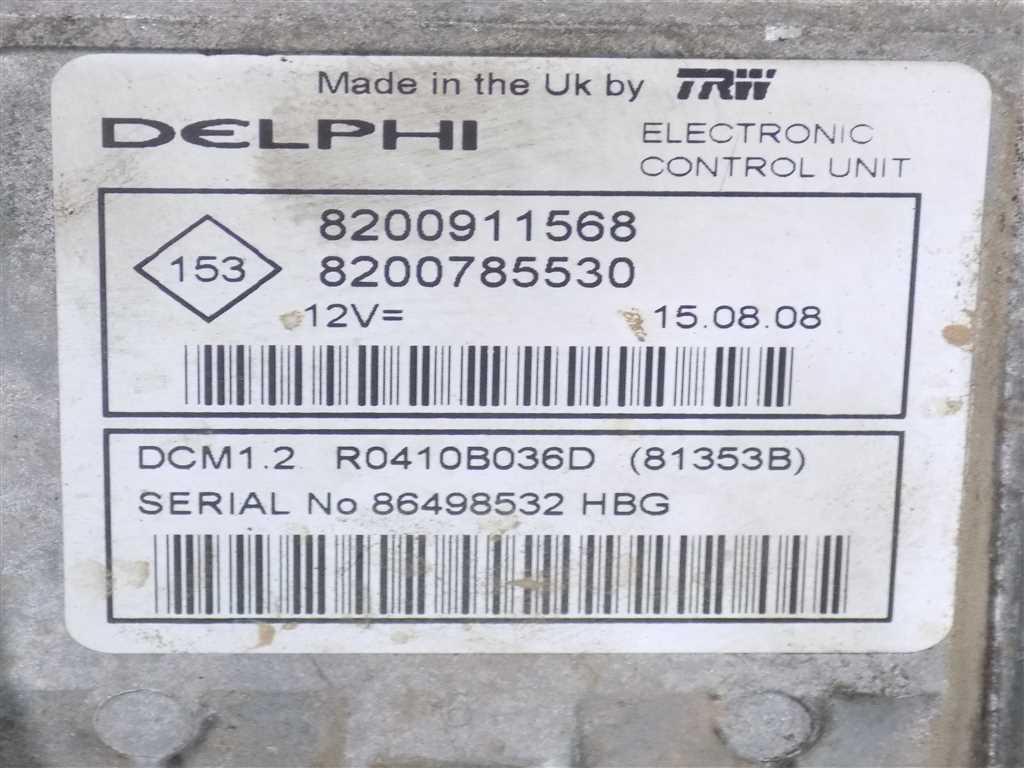 Made in the Uk by TRW
DELPHI
ELECTRONIC
CONTROL UNIT
153
8200911568
8200785530
12V= 15.08.08
DCM1.2 R0410B036D (81353B)
SERIAL No 86498532 HBG